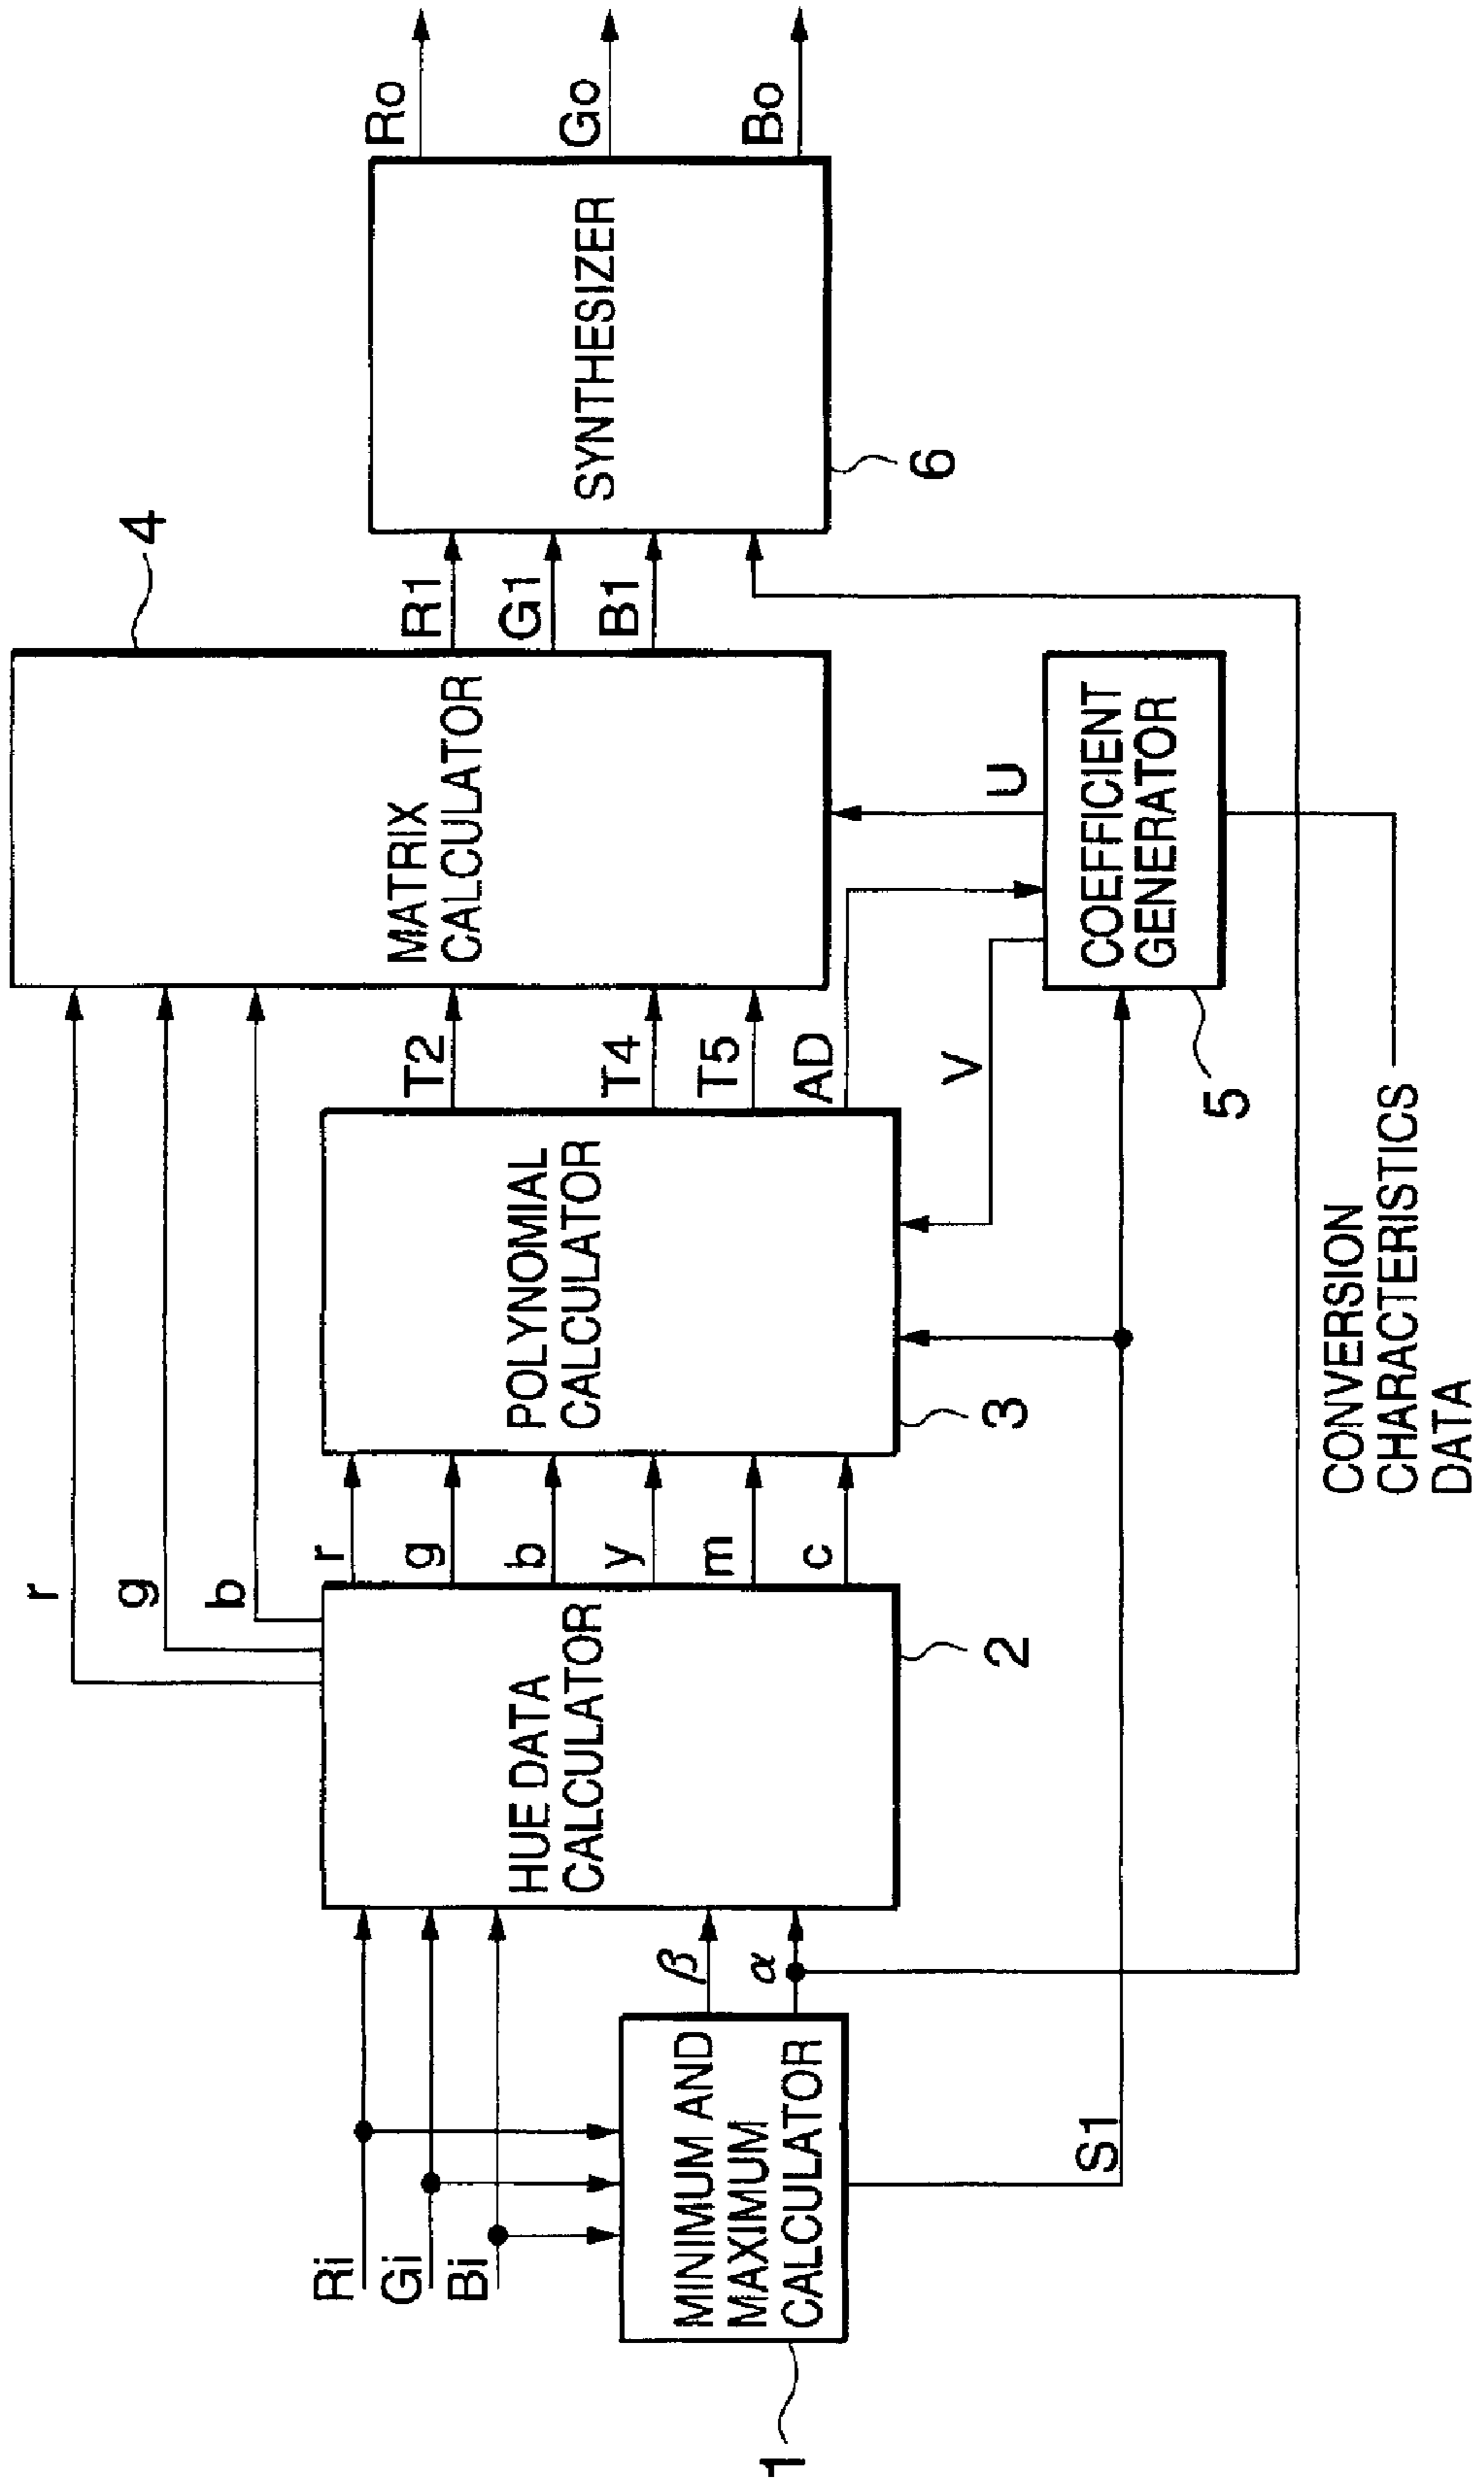 Ri
Gi
Bi
MINIMUM AND
MAXIMUM
CALCULATOR
1
β
α
S1
HUE DATA
CALCULATOR
2
r
g
b
r
g
b
y
m
c
POLYNOMIAL
CALCULATOR
3
T2
T4
T5
AD
V
MATRIX
CALCULATOR
4
U
COEFFICIENT
GENERATOR
5
CONVERSION
CHARACTERISTICS
DATA
R1
G1
B1
SYNTHESIZER
6
Ro
Go
Bo